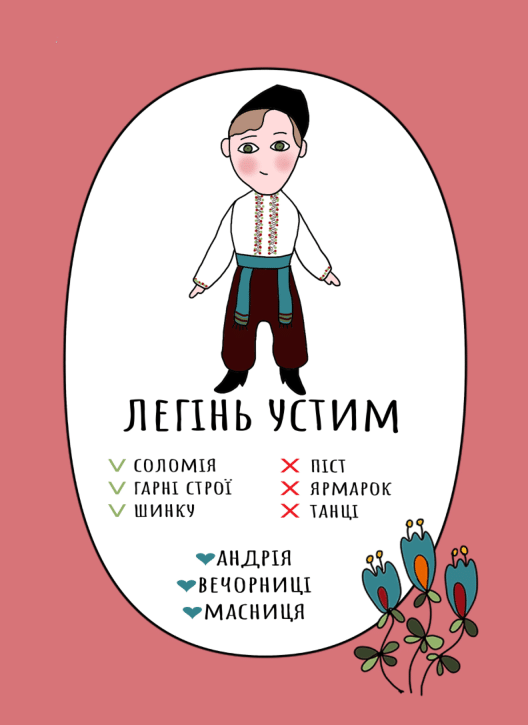 ЛЕГІНЬ УСТИМ
СОЛОМІЯ
ГАРНІ СТРОЇ
ШИНКУ
ПІСТ
ЯРМАРОК
ТАНЦІ
АНДРІЯ
ВЕЧОРНИЦІ
МАСНИЦЯ